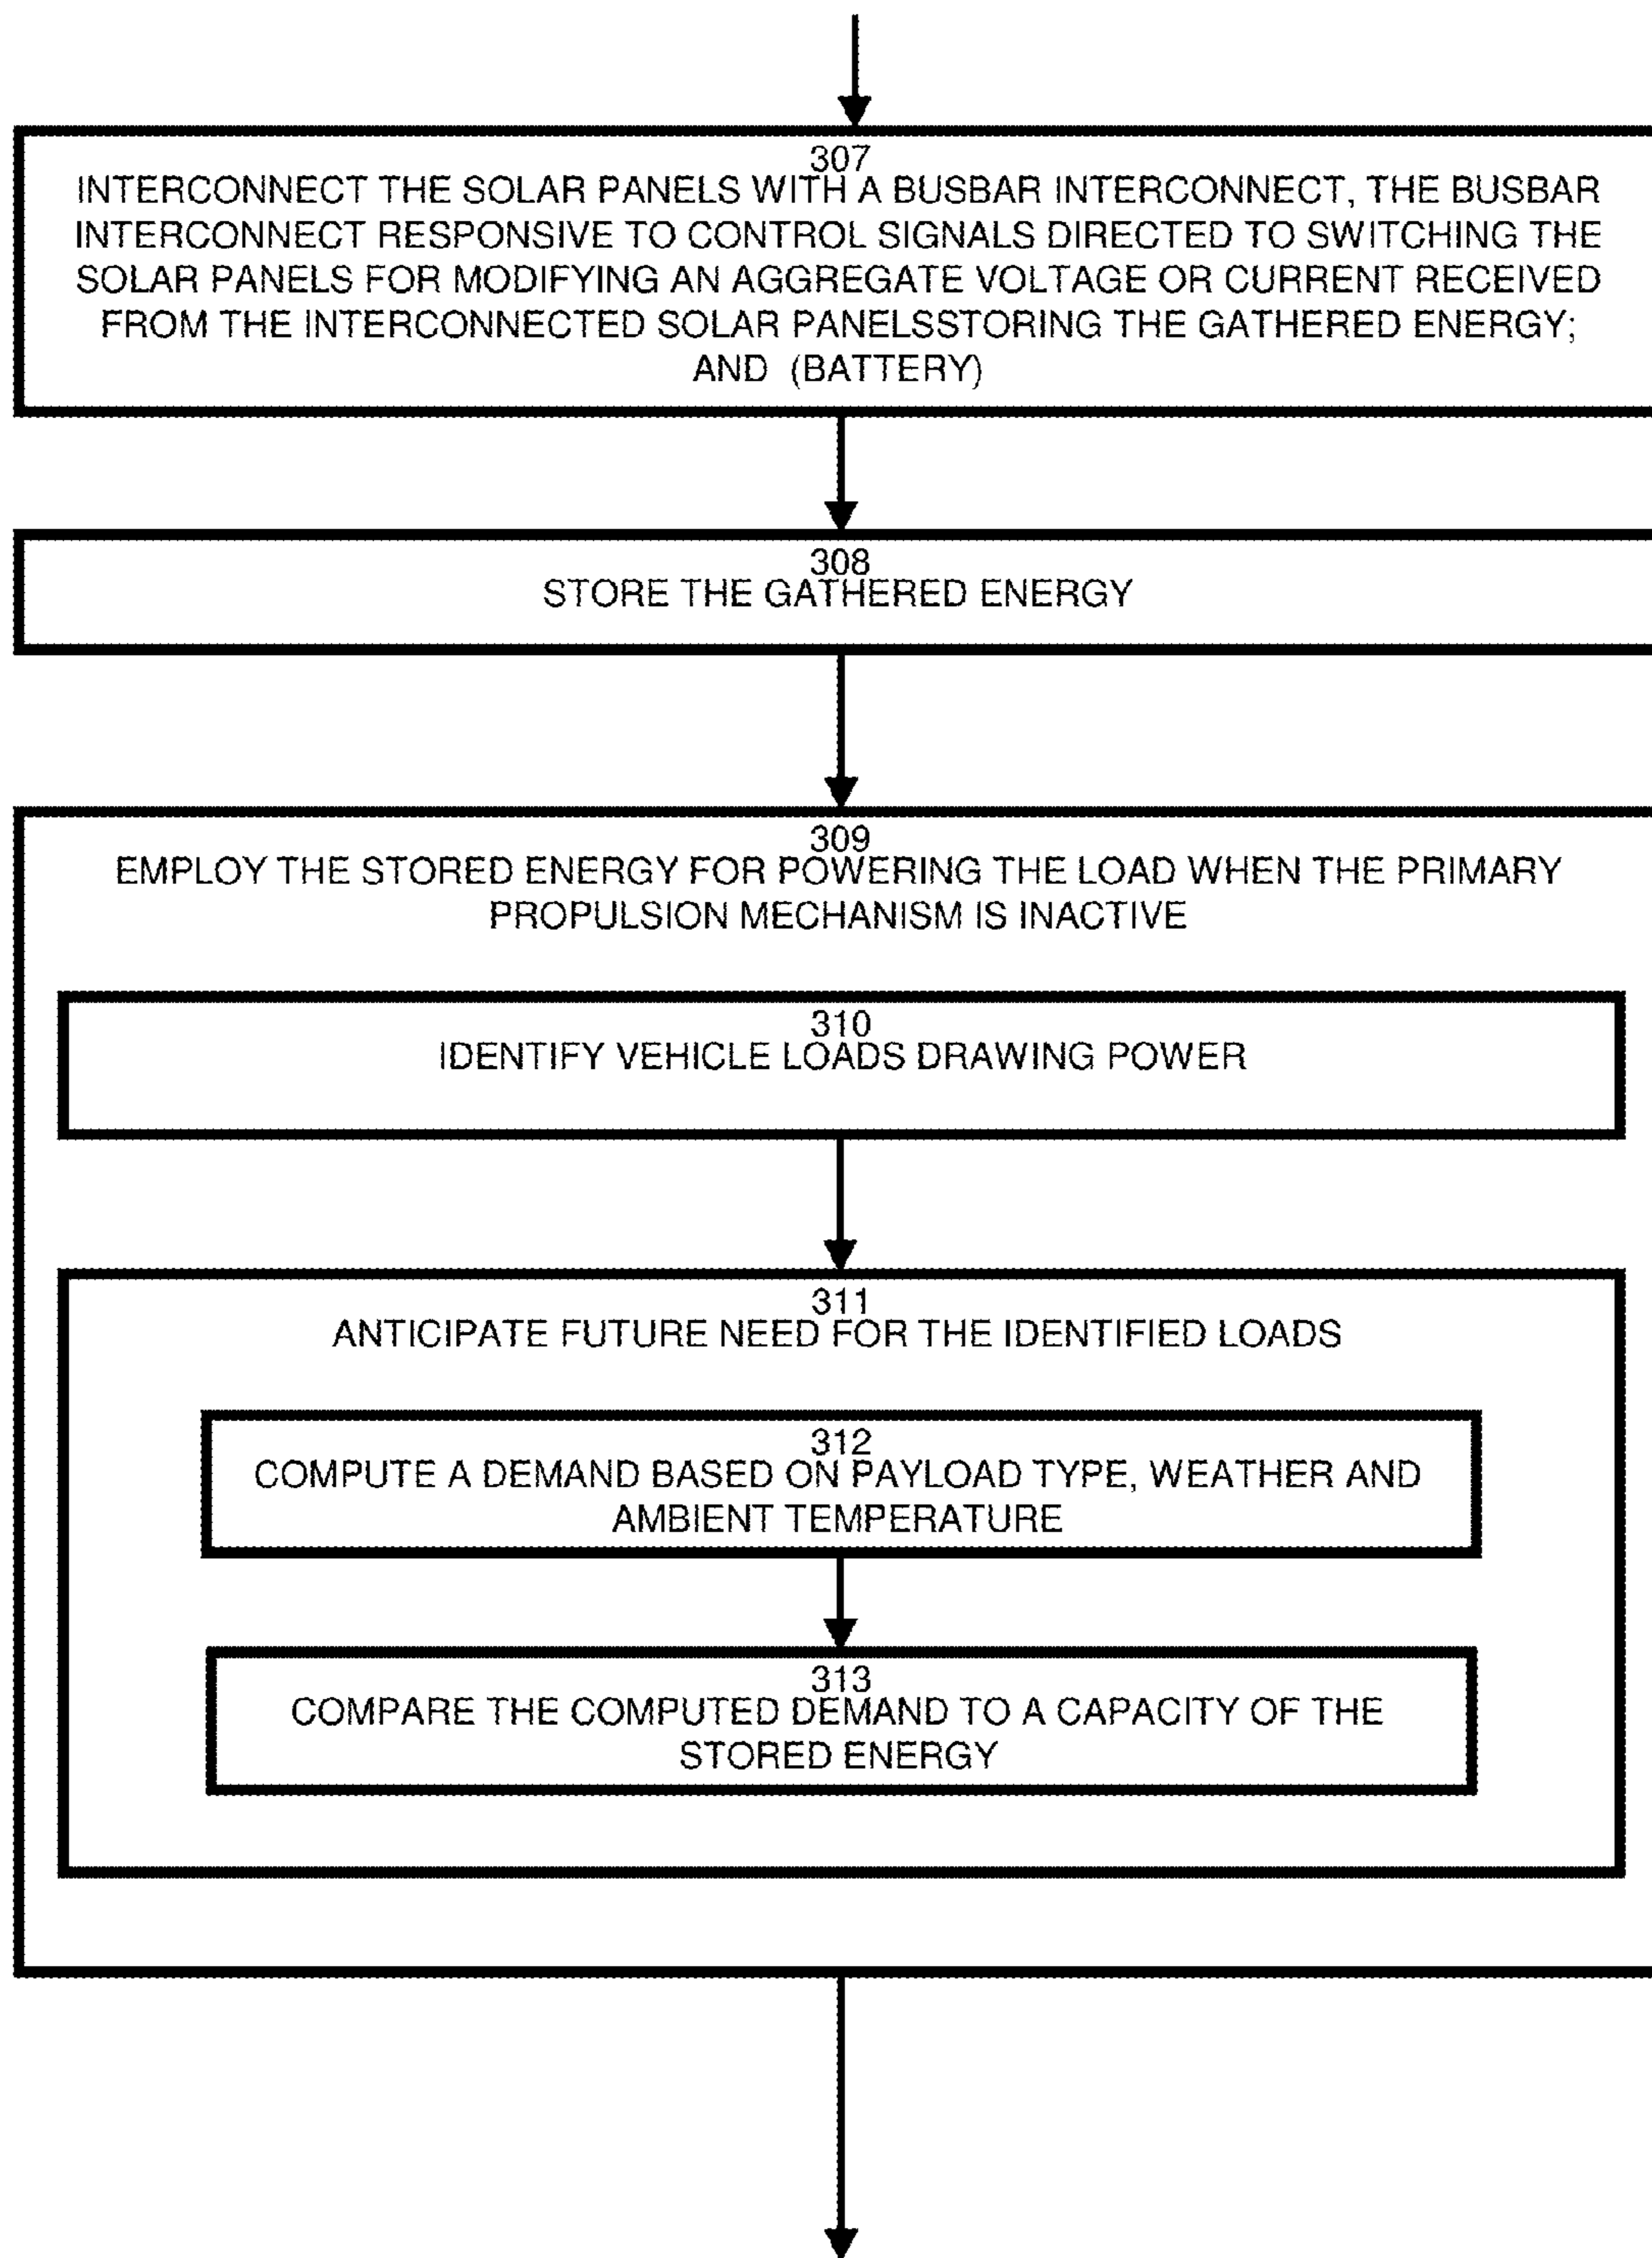 307
INTERCONNECT THE SOLAR PANELS WITH A BUSBAR INTERCONNECT, THE BUSBAR
INTERCONNECT RESPONSIVE TO CONTROL SIGNALS DIRECTED TO SWITCHING THE
SOLAR PANELS FOR MODIFYING AN AGGREGATE VOLTAGE OR CURRENT RECEIVED
FROM THE INTERCONNECTED SOLAR PANELSSTORING THE GATHERED ENERGY;
AND (BATTERY)
308
STORE THE GATHERED ENERGY
309
EMPLOY THE STORED ENERGY FOR POWERING THE LOAD WHEN THE PRIMARY
PROPULSION MECHANISM IS INACTIVE
310
IDENTIFY VEHICLE LOADS DRAWING POWER
311
ANTICIPATE FUTURE NEED FOR THE IDENTIFIED LOADS
312
COMPUTE A DEMAND BASED ON PAYLOAD TYPE, WEATHER AND
AMBIENT TEMPERATURE
313
COMPARE THE COMPUTED DEMAND TO A CAPACITY OF THE
STORED ENERGY